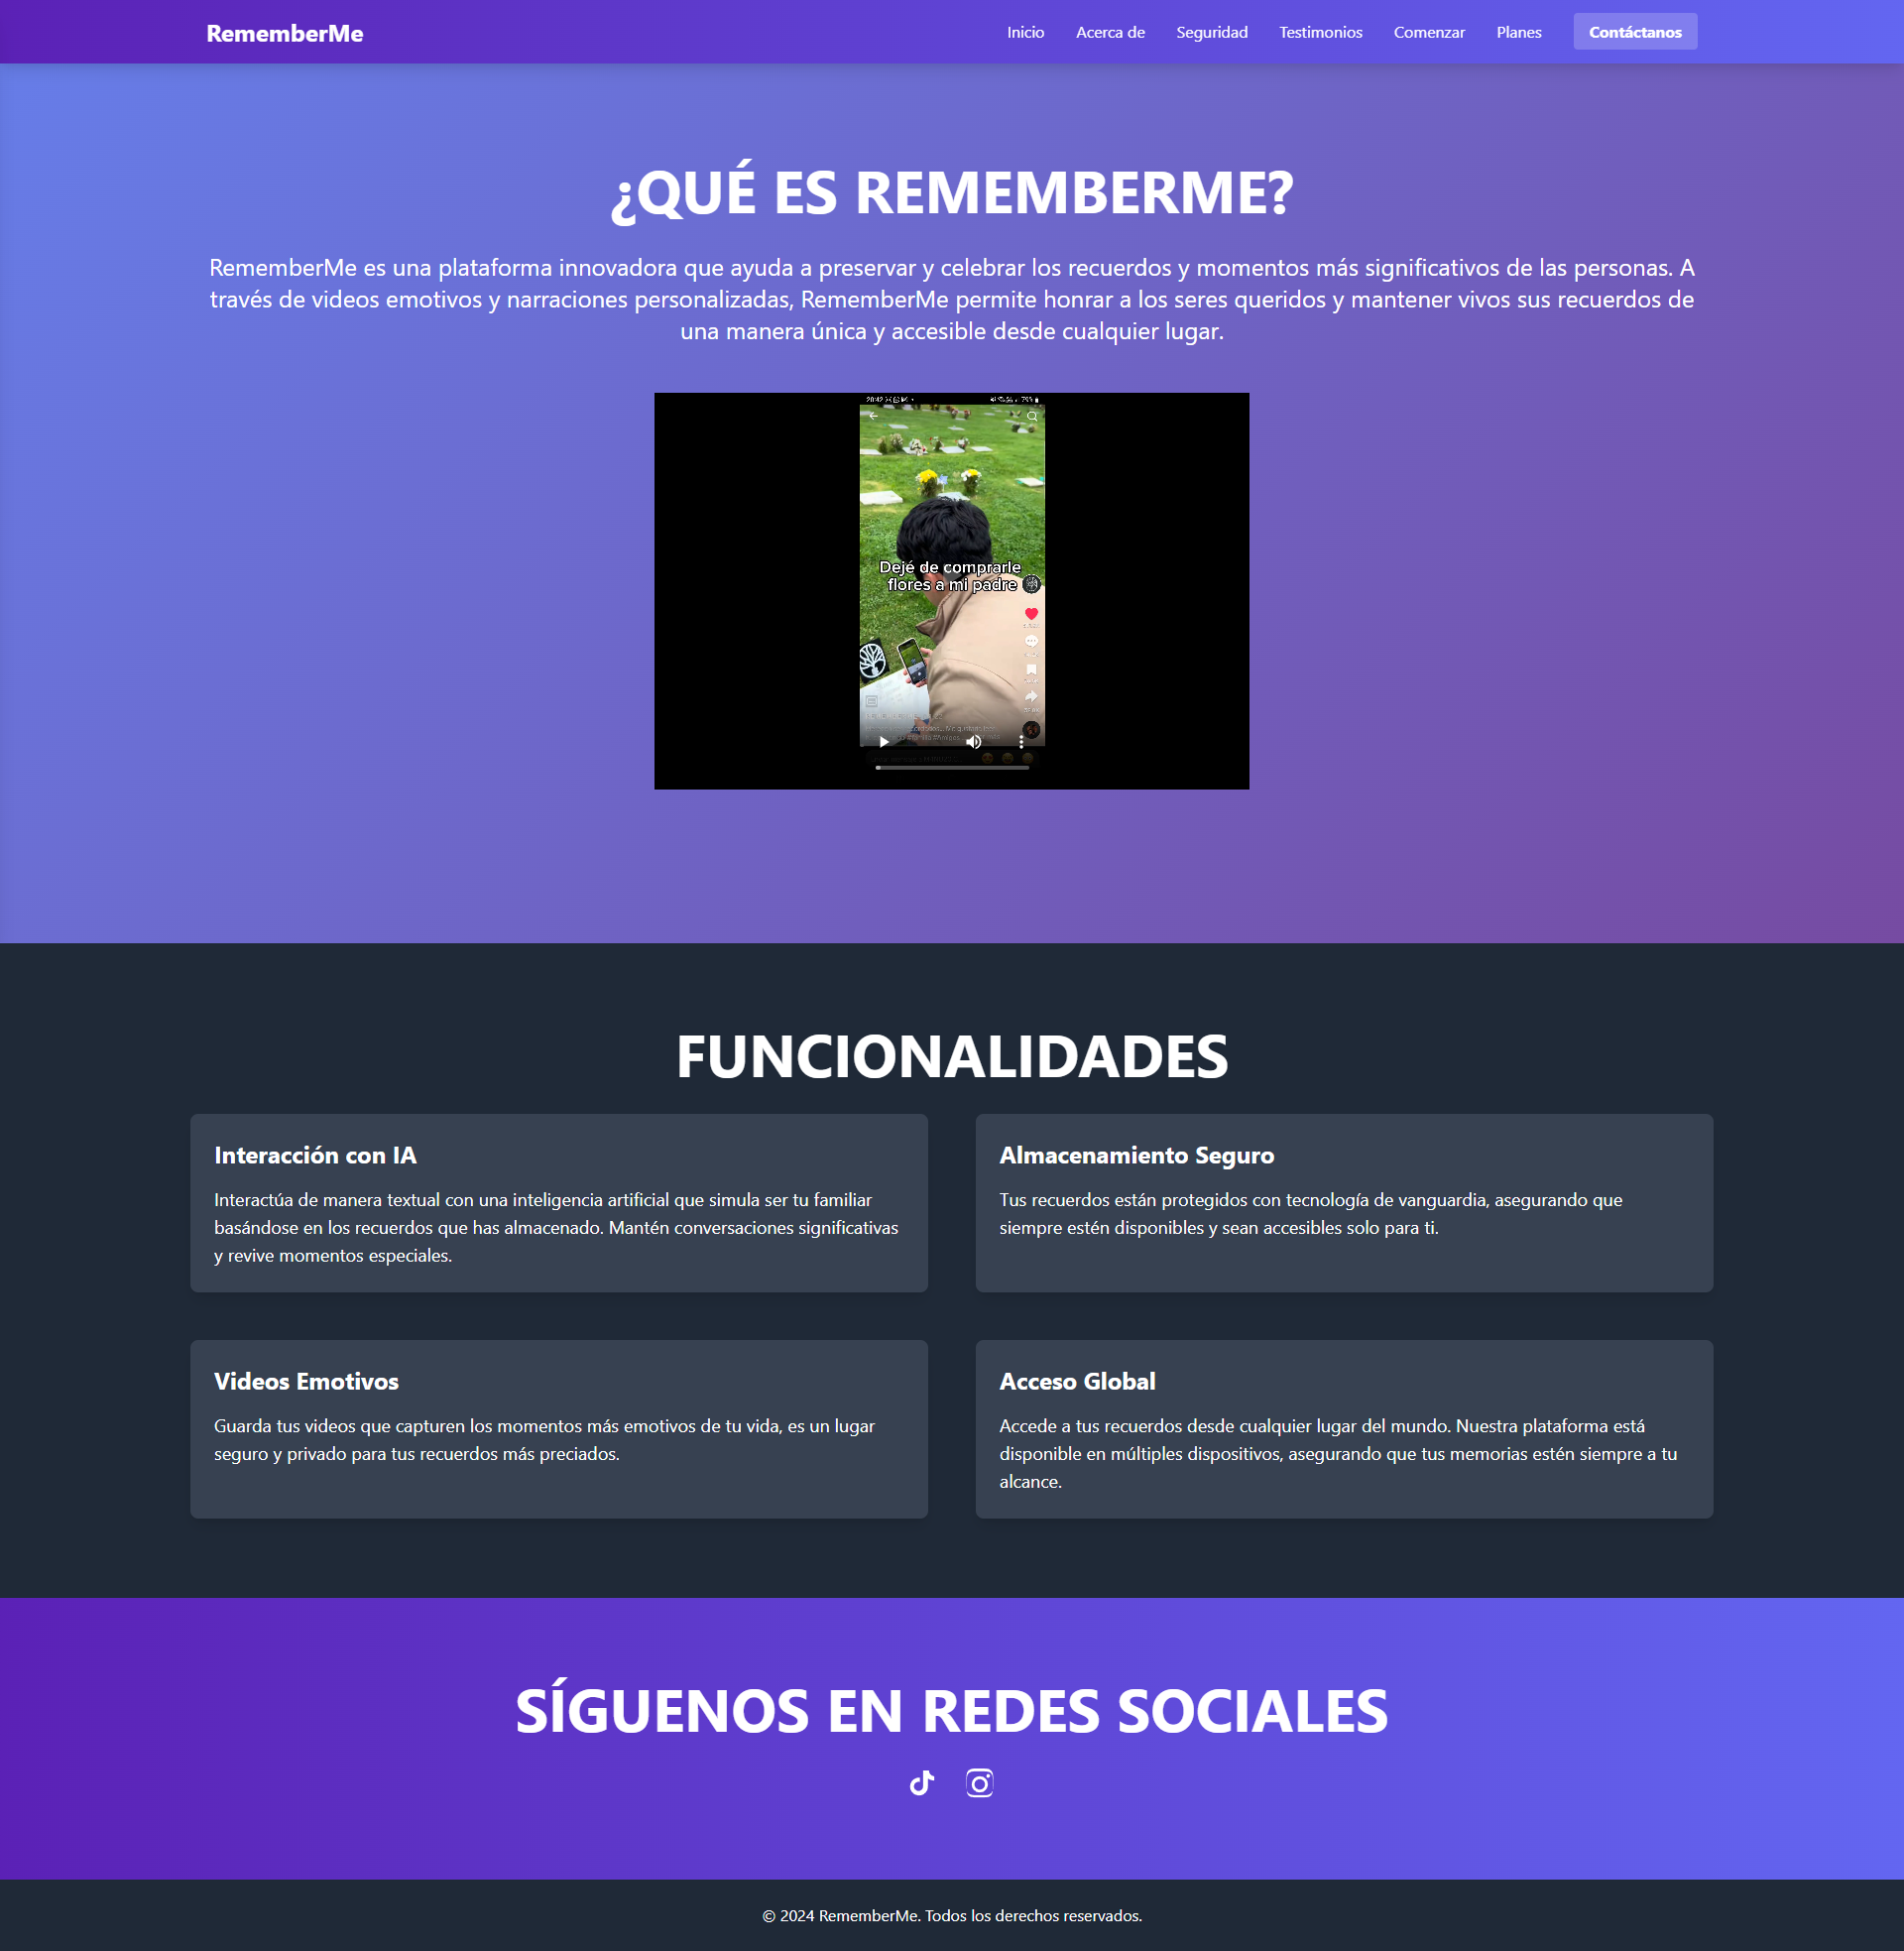 RememberMe
Inicio
Acerca de
Seguridad
Testimonios
Comenzar
Planes
Contáctanos
¿QUÉ ES REMEMBERME?
RememberMe es una plataforma innovadora que ayuda a preservar y celebrar los recuerdos y momentos más significativos de las personas. A
través de videos emotivos y narraciones personalizadas, RememberMe permite honrar a los seres queridos y mantener vivos sus recuerdos de
una manera única y accesible desde cualquier lugar.
Dejé de comprarle
flores a mi padre
FUNCIONALIDADES
Interacción con IA
Interactúa de manera textual con una inteligencia artificial que simula ser tu familiar
basándose en los recuerdos que has almacenado. Mantén conversaciones significativas
y revive momentos especiales.
Almacenamiento Seguro
Tus recuerdos están protegidos con tecnología de vanguardia, asegurando que
siempre estén disponibles y sean accesibles solo para ti.
Videos Emotivos
Guarda tus videos que capturen los momentos más emotivos de tu vida, es un lugar
seguro y privado para tus recuerdos más preciados.
Acceso Global
Accede a tus recuerdos desde cualquier lugar del mundo. Nuestra plataforma está
disponible en múltiples dispositivos, asegurando que tus memorias estén siempre a tu
alcance.
SÍGUENOS EN REDES SOCIALES
© 2024 RememberMe. Todos los derechos reservados.